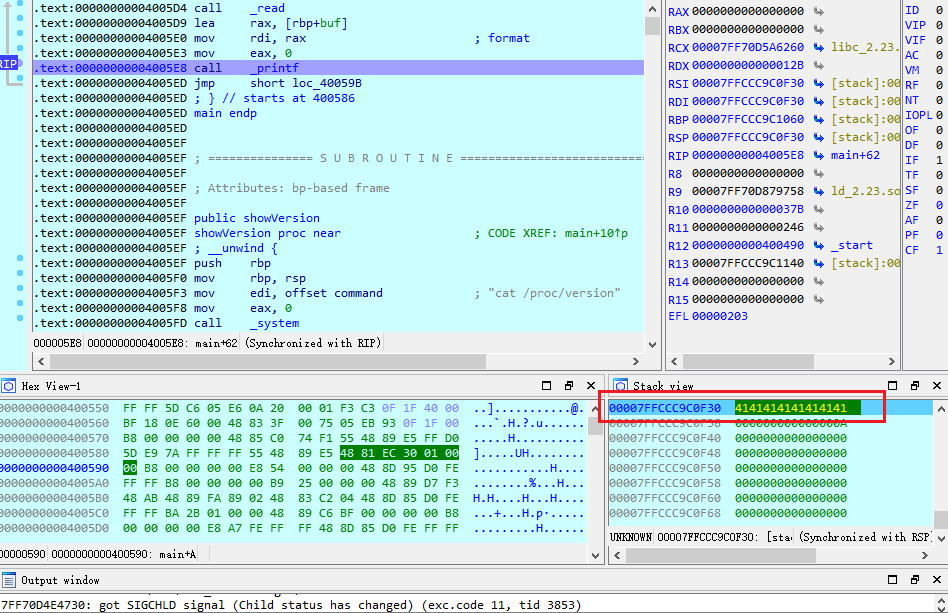 .text:00000000004005D4 call    _read
.text:00000000004005D9 lea     rax, [rbp+buf]
.text:00000000004005E0 mov     rdi, rax        ; format
.text:00000000004005E3 mov     eax, 0
.text:00000000004005E8 call    _printf
.text:00000000004005ED jmp     short loc_40059B
.text:00000000004005ED ; } // starts at 400586
.text:00000000004005ED main endp
.text:00000000004005ED
.text:00000000004005EF
.text:00000000004005EF ; =============== S U B R O U T I N E =========================
.text:00000000004005EF
.text:00000000004005EF ; Attributes: bp-based frame
.text:00000000004005EF
.text:00000000004005EF public showVersion
.text:00000000004005EF showVersion proc near        ; CODE XREF: main+10↑p
.text:00000000004005EF ; __unwind {
.text:00000000004005EF push    rbp
.text:00000000004005F0 mov     rbp, rsp
.text:00000000004005F3 mov     edi, offset command  ; "cat /proc/version"
.text:00000000004005F8 mov     eax, 0
.text:00000000004005FD call    _system
000005E8 00000000004005E8: main+62 (Synchronized with RIP)
RIP
RAX 0000000000000000
RBX 0000000000000000
RCX 00007FF70D5A6260 libc_2.23.
RDX 000000000000012B
RSI 00007FFCCC9C0F30 [stack]:00
RDI 00007FFCCC9C0F30 [stack]:00
RBP 00007FFCCC9C1060 [stack]:00
RSP 00007FFCCC9C0F30 [stack]:00
RIP 00000000004005E8 main+62
R8 0000000000000000
R9 00007FF70D879758 ld_2.23.so
R10 000000000000037B
R11 0000000000000246
R12 0000000000400490 _start
R13 00007FFCCC9C1140 [stack]:00
R14 0000000000000000
R15 0000000000000000
EFL 00000203
ID 0
VIP 0
VIF 0
AC 0
VM 0
RF 0
NT 0
IOPL 0
OF 0
DF 0
IF 1
TF 0
SF 0
ZF 0
AF 0
PF 0
CF 1
Hex View-1
0000000000400550 FF FF 5D C6 05 E6 0A 20 00 01 F3 C3 0F 1F 40 00 ..]..........@.
0000000000400560 BF 18 0E 60 00 48 83 3F 00 75 05 EB 93 0F 1F 00 ...`.H.?.u......
0000000000400570 B8 00 00 00 00 48 85 C0 74 F1 55 48 89 E5 FF D0
0000000000400580 5D E9 7A FF FF FF 55 48 89 E5 48 81 EC 30 01 00
0000000000400590 00 B8 00 00 00 00 E8 54 00 00 00 48 8D 95 D0 FE
00000000004005A0 FF FF B8 00 00 00 00 B9 25 00 00 00 48 89 D7 F3
00000000004005B0 48 AB 48 89 FA 89 02 48 83 C2 04 48 8D 85 D0 FE
00000000004005C0 FF FF BA 2B 01 00 00 48 89 C6 BF 00 00 00 00 B8
00000000004005D0 00 00 00 00 E8 A7 FE FF FF 48 8D 85 D0 FE FF FF
00000590 0000000000400590: main+A
Stack view
00007FFCCC9C0F30 4141414141414141
00007FFCCC9C0F38 000000000000000A
00007FFCCC9C0F40 0000000000000000
00007FFCCC9C0F48 0000000000000000
00007FFCCC9C0F50 0000000000000000
00007FFCCC9C0F58 0000000000000000
00007FFCCC9C0F60 0000000000000000
00007FFCCC9C0F68 0000000000000000
UNKNOWN 00007FFCCC9C0F30: [sta (Synchronized with RSP)
Output window
7FF70D4E4730: got SIGCHLD signal (Child status has changed) (exc.code 11, tid 3853)